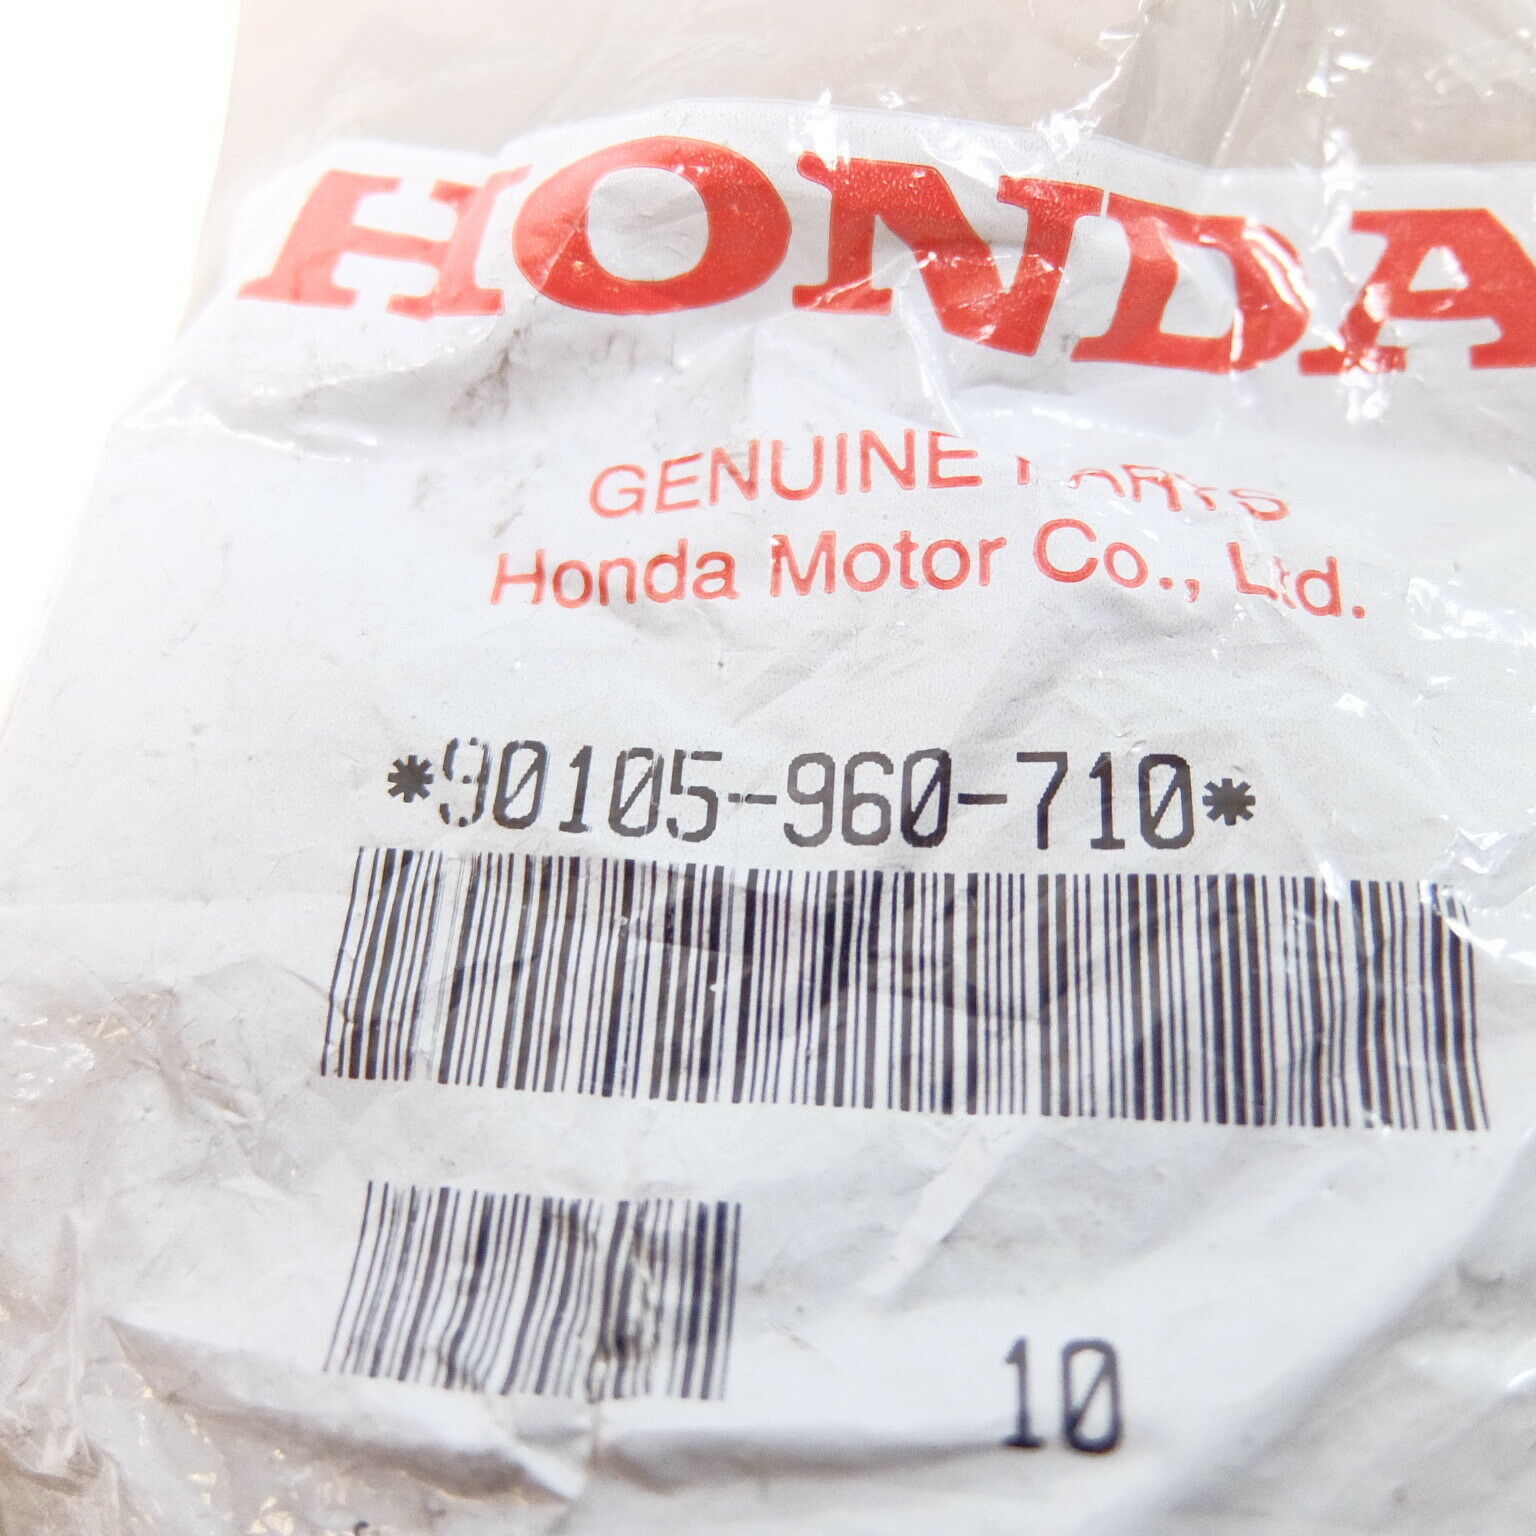 HONDA
GENUINE PARTS
Honda Motor Co., Ltd.
*90105-960-710*
10